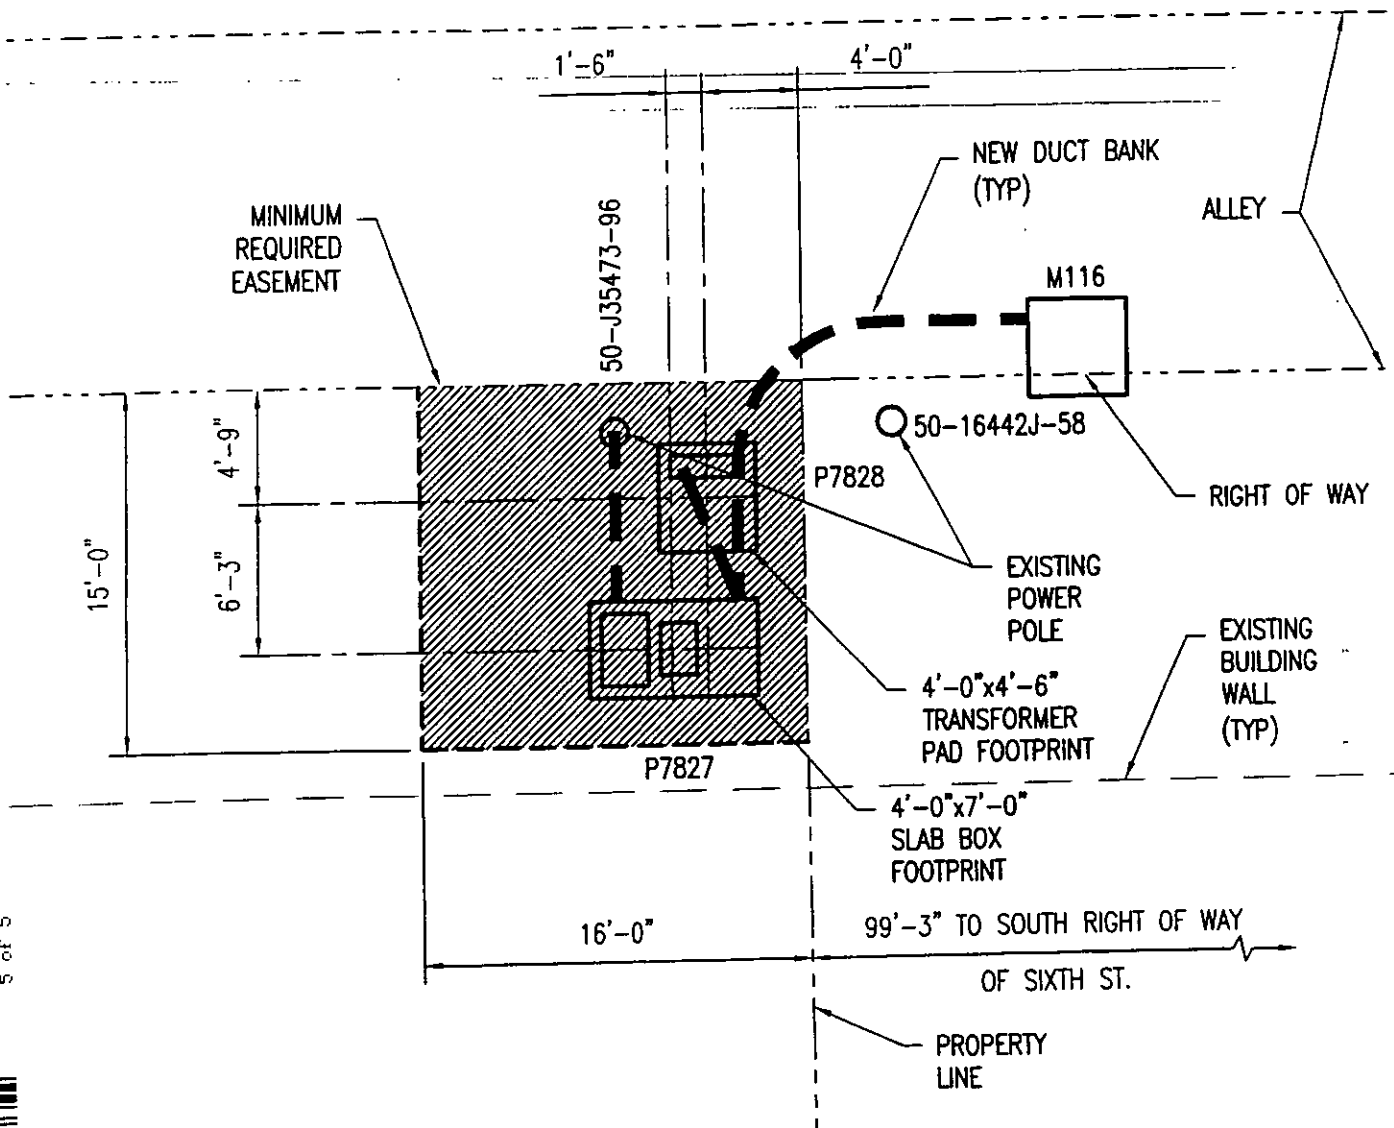 1'-6"
4'-0"
NEW DUCT BANK
(TYP)
ALLEY
MINIMUM
REQUIRED
EASEMENT
50-J35473-96
M116
50-16442J-58
4'-9"
P7828
RIGHT OF WAY
15'-0"
6'-3"
EXISTING
POWER
POLE
EXISTING
BUILDING
WALL
(TYP)
4'-0"x4'-6"
TRANSFORMER
PAD FOOTPRINT
P7827
4'-0"x7'-0"
SLAB BOX
FOOTPRINT
16'-0"
99'-3" TO SOUTH RIGHT OF WAY
OF SIXTH ST.
5 of 5
PROPERTY
LINE